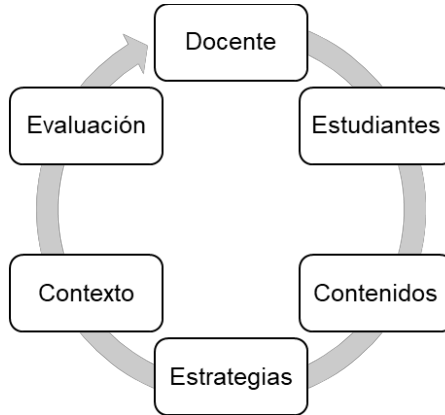 Docente
Estudiantes
Contenidos
Estrategias
Contexto
Evaluación